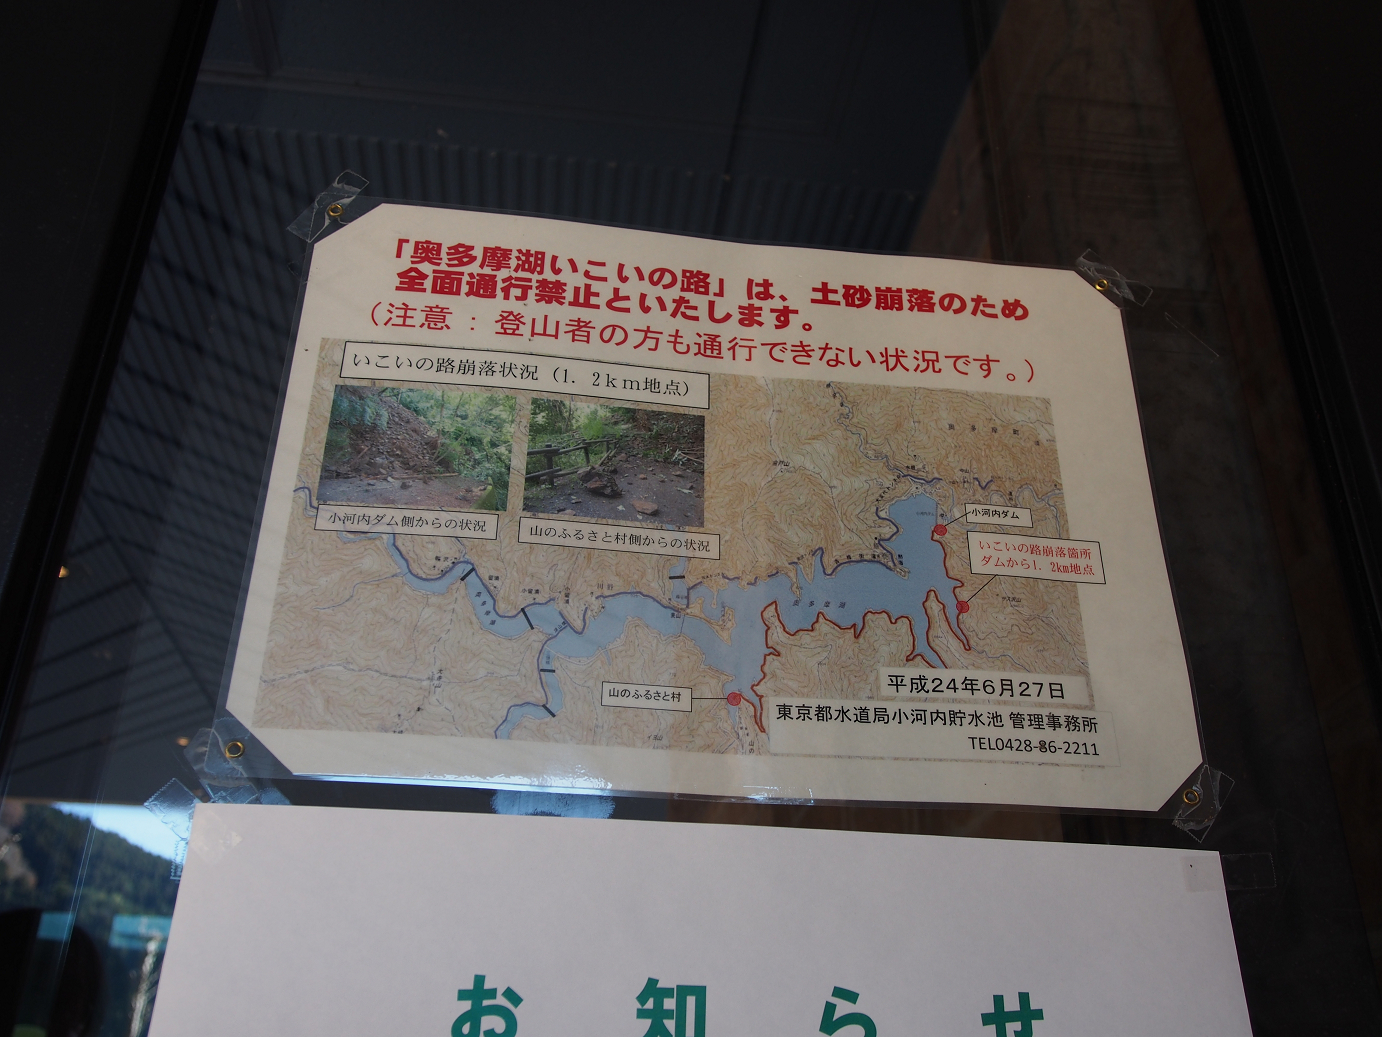 「奥多摩湖いこいの路」は、土砂崩落のため
全面通行禁止といたします。
（注意：登山者の方も通行できない状況です。）
いこいの路崩落状況（1．2ｋｍ地点）
小河内ダム側からの状況
山のふるさと村側からの状況
小河内ダム
いこいの路崩落箇所
ダムから1．2㎞地点
奥多摩湖
山のふるさと村
平成24年6月27日
東京都水道局小河内貯水池 管理事務所
TEL0428-86-2211
お知らせ